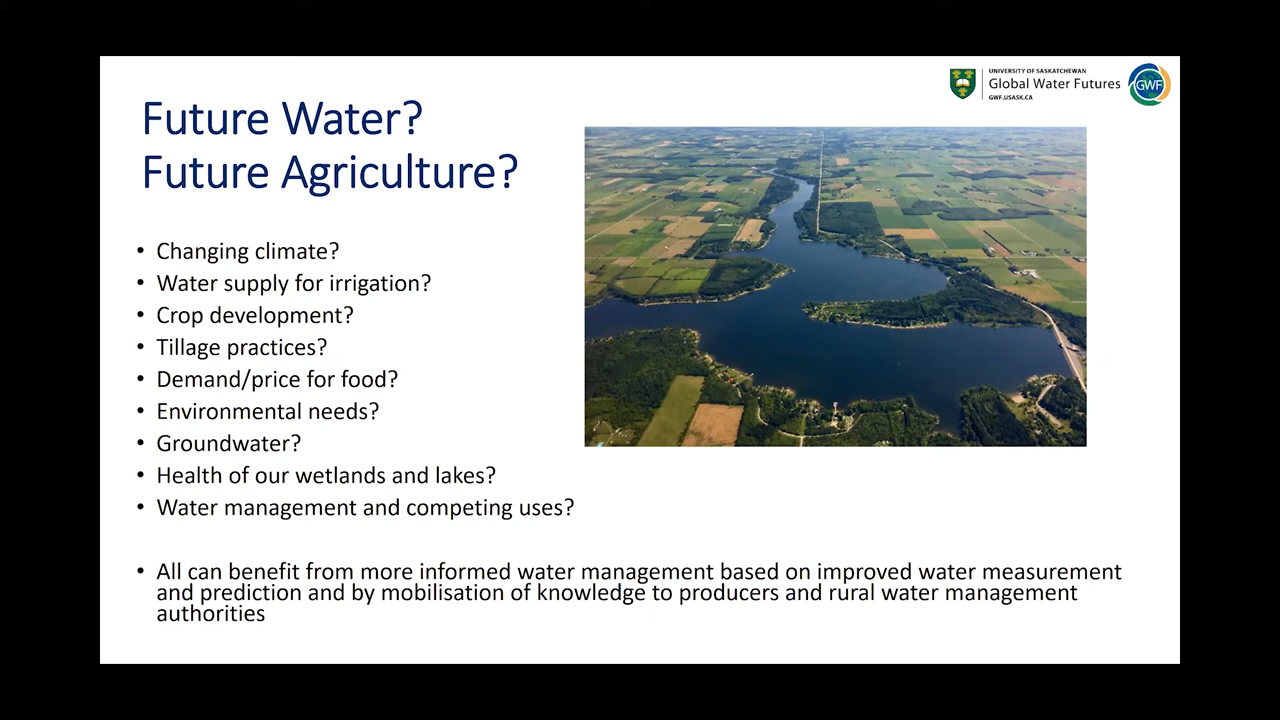 UNIVERSITY OF SASKATCHEWAN
Global Water Futures
GWF.USASK.CA
GWF
Future Water?
Future Agriculture?
• Changing climate?
• Water supply for irrigation?
• Crop development?
• Tillage practices?
• Demand/price for food?
• Environmental needs?
• Groundwater?
• Health of our wetlands and lakes?
• Water management and competing uses?
• All can benefit from more informed water management based on improved water measurement
and prediction and by mobilisation of knowledge to producers and rural water management
authorities